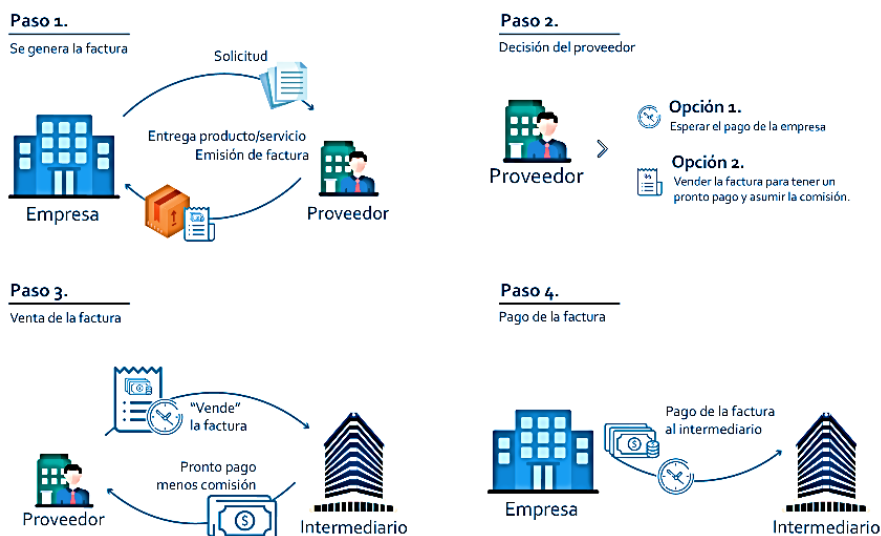 Paso 1.
Se genera la factura
Solicitud
Entrega producto/servicio
Emisión de factura
Empresa
Proveedor
Paso 2.
Decisión del proveedor
Proveedor
Opción 1.
Esperar el pago de la empresa
Opción 2.
Vender la factura para tener un
pronto pago y asumir la comisión.
Paso 3.
Venta de la factura
"Vende"
la factura
Pronto pago
menos comisión
Proveedor
Intermediario
Paso 4.
Pago de la factura
Pago de la factura
al intermediario
Empresa
Intermediario